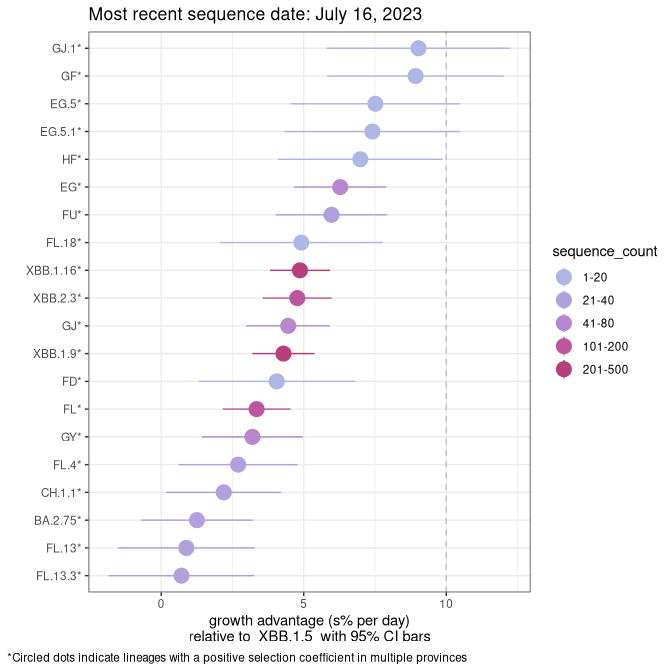 Most recent sequence date: July 16, 2023
GJ.1*
GF*
EG.5*
EG.5.1*
HF*
EG*
FU*
FL.18*
XBB.1.16*
XBB.2.3*
GJ*
XBB.1.9*
FD*
FL*
GY*
FL.4*
CH.1.1*
BA.2.75*
FL.13*
FL.13.3*
0 5 10
growth advantage (s% per day)
relative to XBB.1.5 with 95% CI bars
sequence_count
1-20
21-40
41-80
101-200
201-500
*Circled dots indicate lineages with a positive selection coefficient in multiple provinces